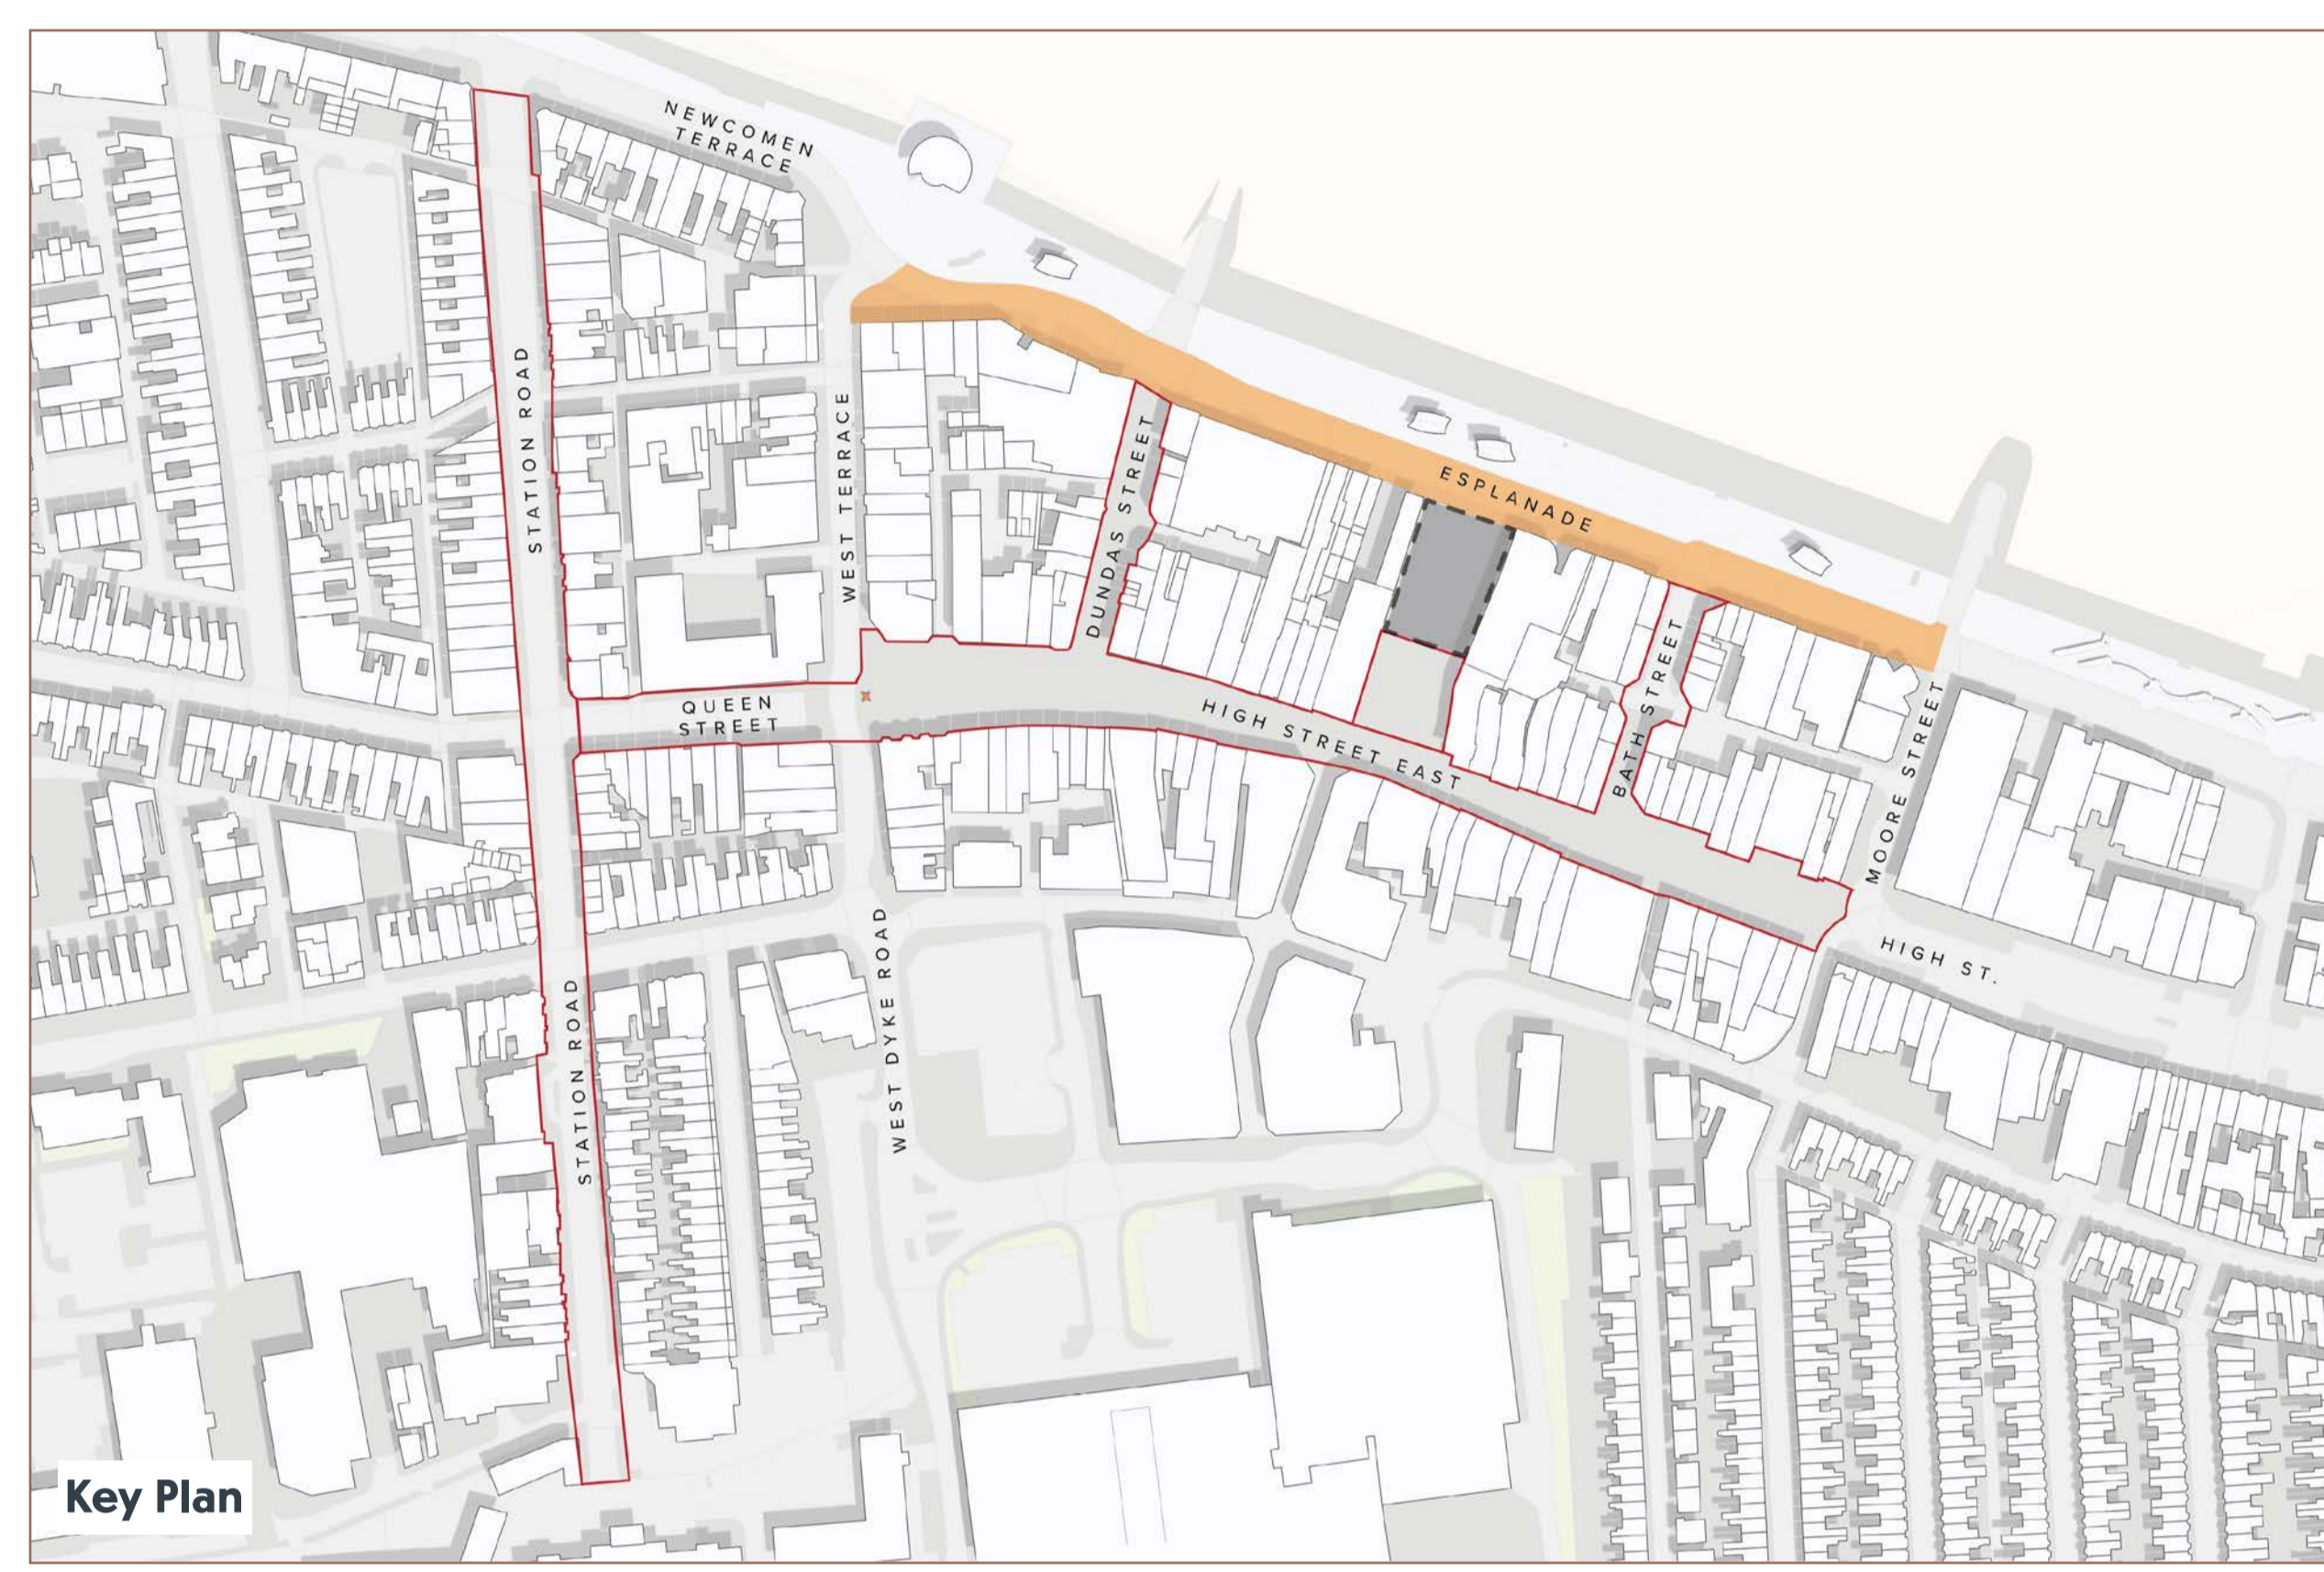 NEWCOMEN
TERRACE
STATION ROAD
WEST TERRACE
DUNDAS STREET
ESPLANADE
QUEEN
STREET
HIGH STREET EAST
BATH STREET
MOORE STREET
HIGH ST.
WEST DYKE ROAD
STATION ROAD
Key Plan